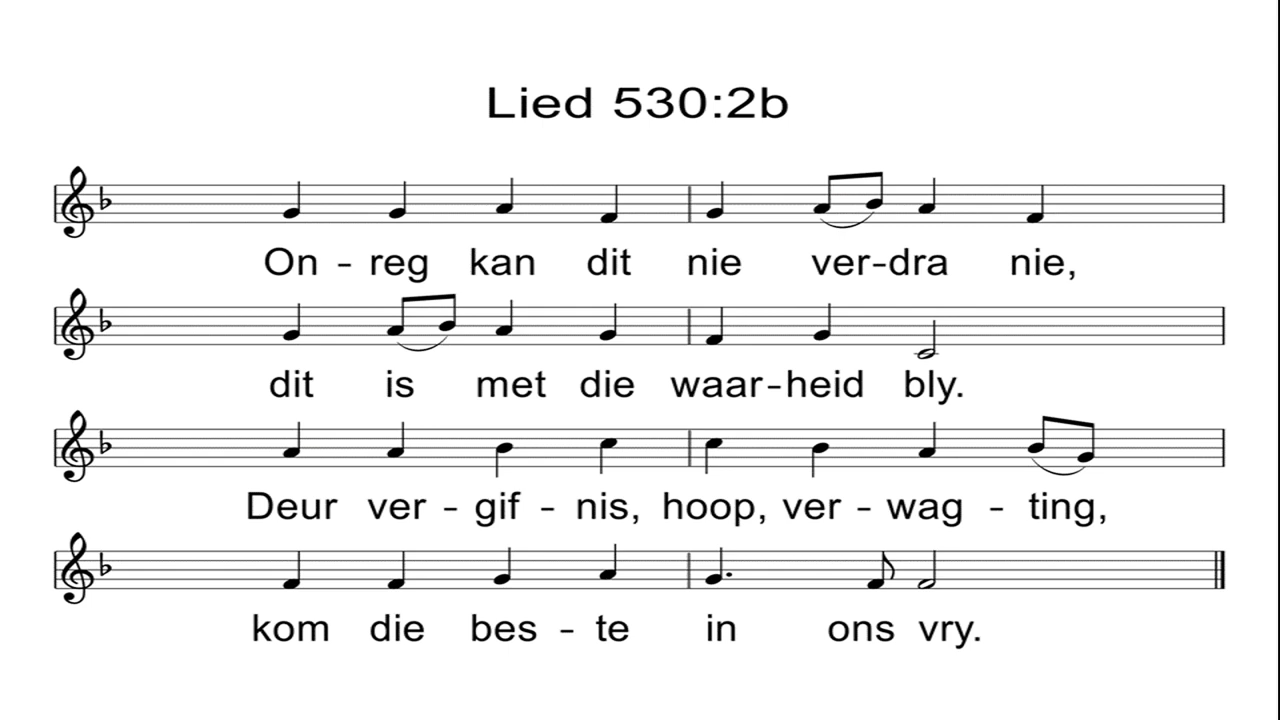 Lied 530:2b
On - reg kan dit nie ver-dra nie,
dit is met die waar-heid bly.
Deur ver - gif - nis, hoop, ver - wag - ting,
kom die bes - te in ons vry.